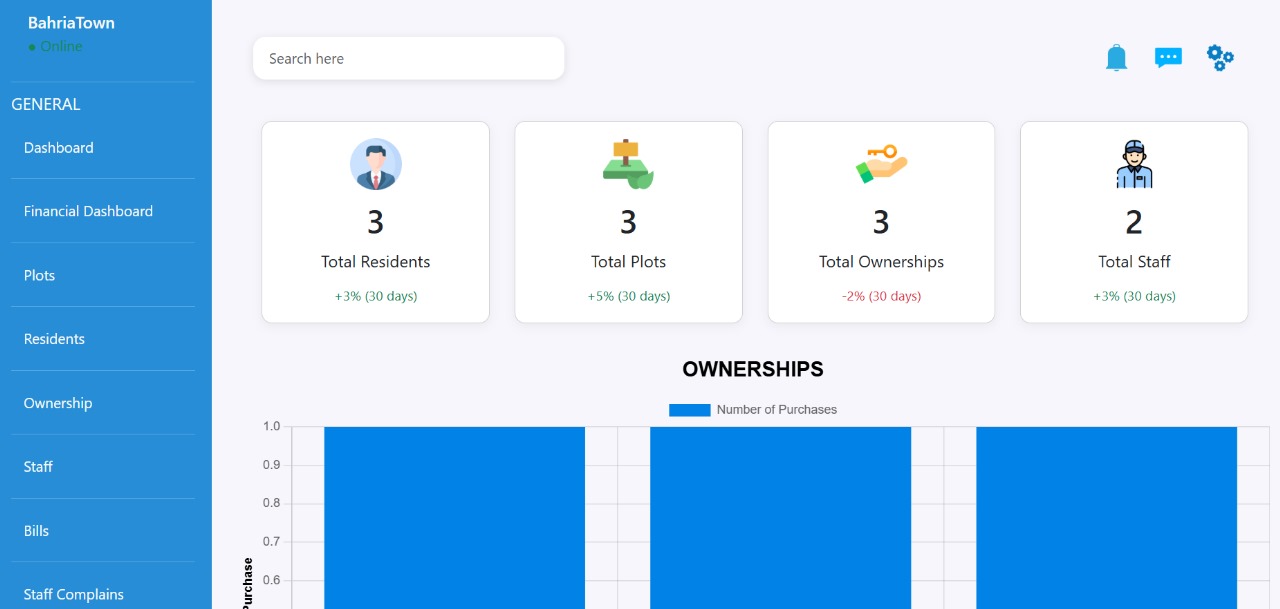 BahriaTown
● Online
GENERAL
Dashboard
Financial Dashboard
Plots
Residents
Ownership
Staff
Bills
Staff Complains
Search here
3
Total Residents
+3% (30 days)
3
Total Plots
+5% (30 days)
3
Total Ownerships
-2% (30 days)
2
Total Staff
+3% (30 days)
OWNERSHIPS
Number of Purchases
1.0
0.9
0.8
0.7
0.6
Purchase